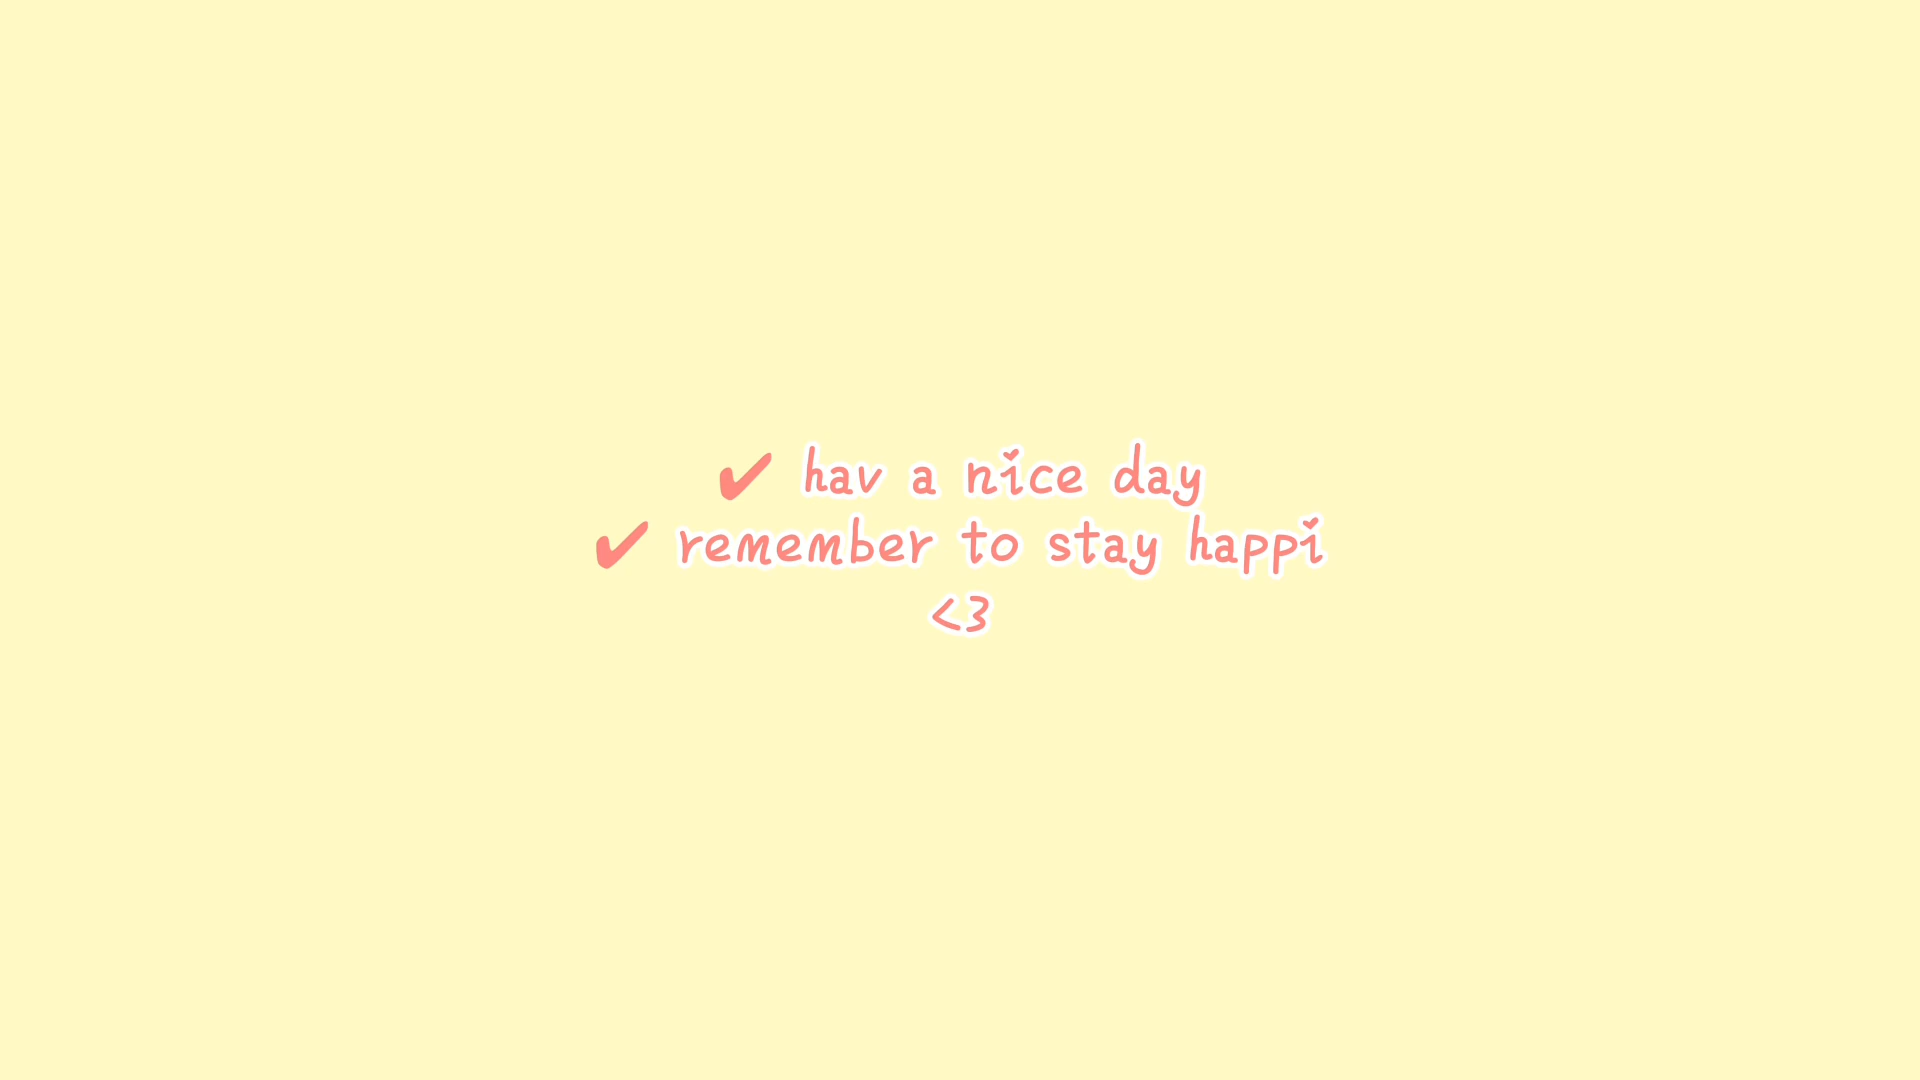 ✔ hav a nice day
✔ remember to stay happi
<3